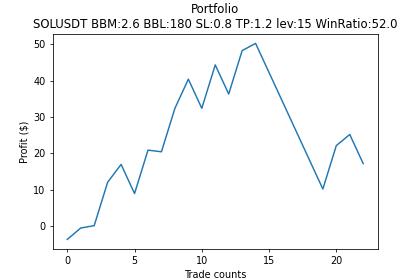 Portfolio
SOLUSDT BBM:2.6 BBL:180 SL:0.8 TP:1.2 lev:15 WinRatio:52.0
50
40
30
20
10
0
Profit ($)
0 5 10 15 20
Trade counts